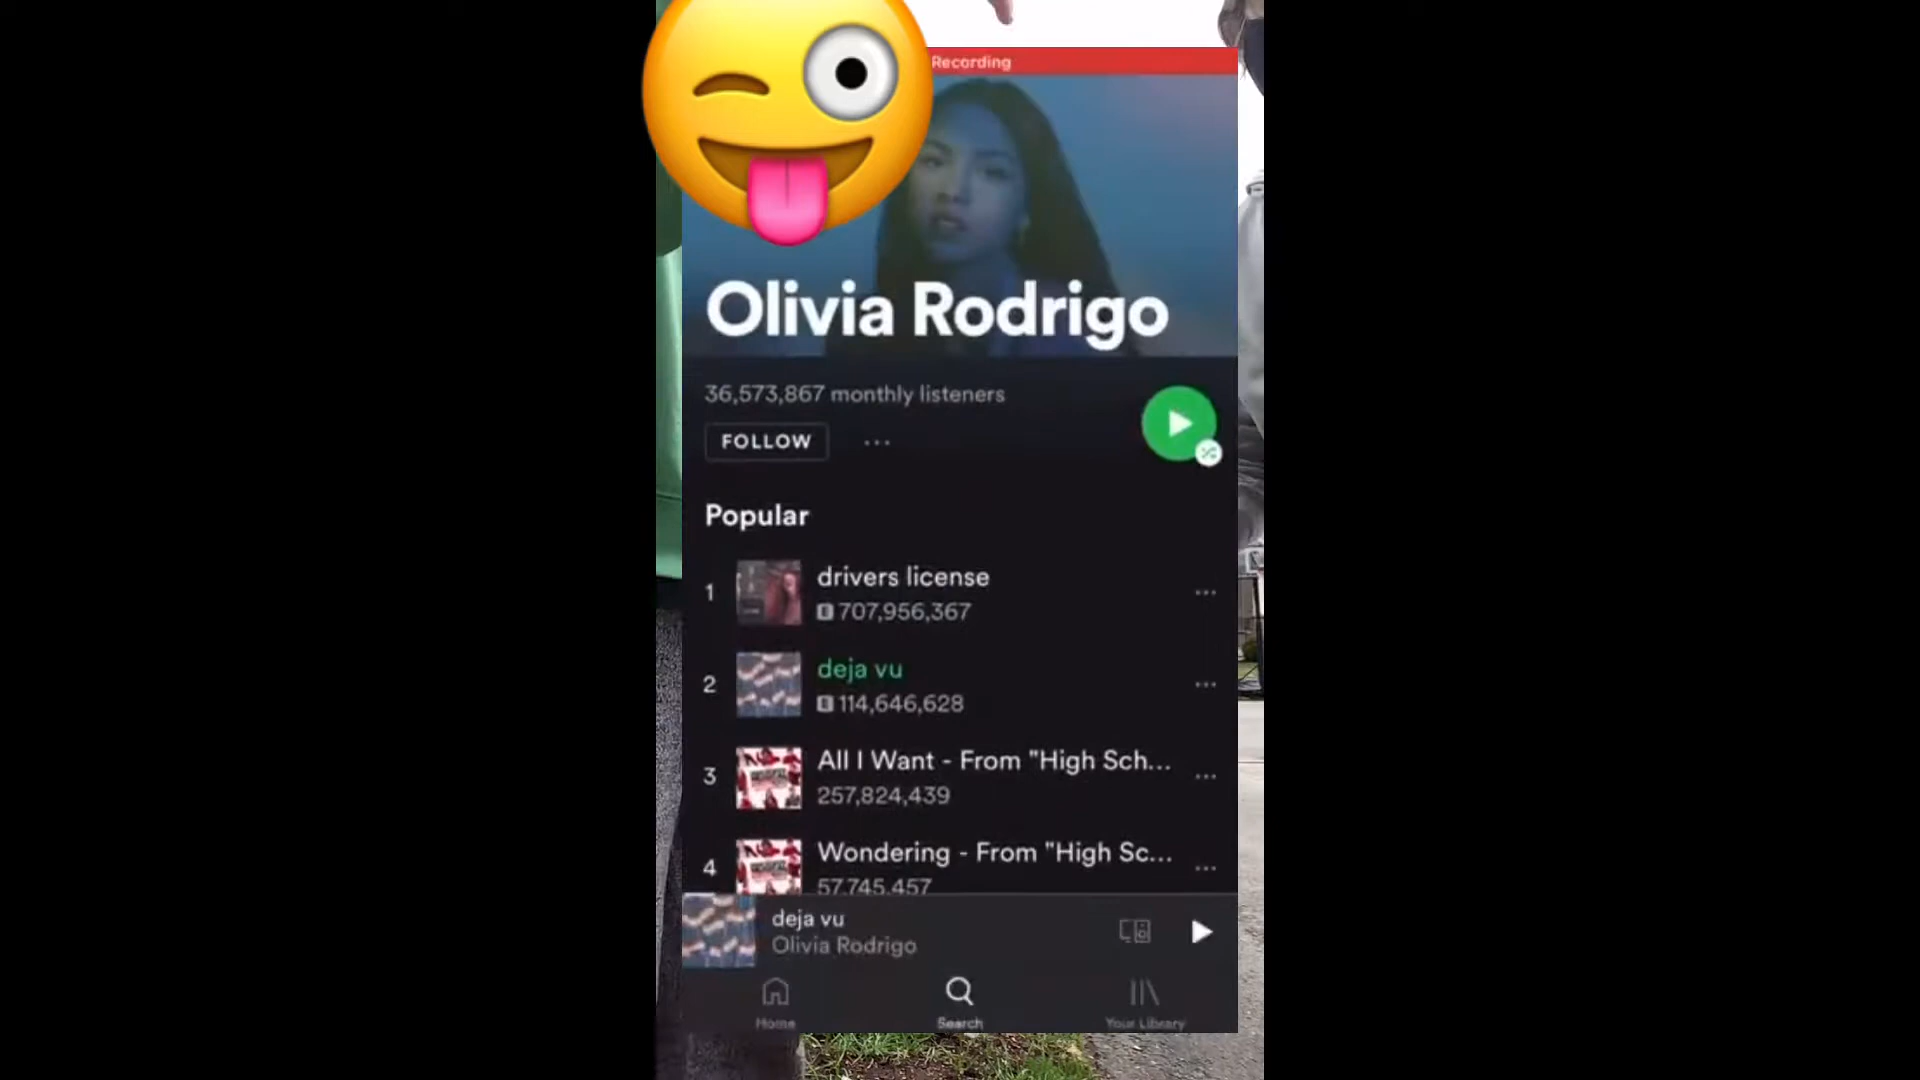 Recording
Olivia Rodrigo
36,573,867 monthly listeners
FOLLOW
Popular
1
drivers license
E 707,956,367
2
deja vu
E 114,646,628
3
All I Want - From "High Sch...
257,824,439
4
Wondering - From "High Sc...
57,745,457
deja vu
Olivia Rodrigo
Home
Search
Your Library